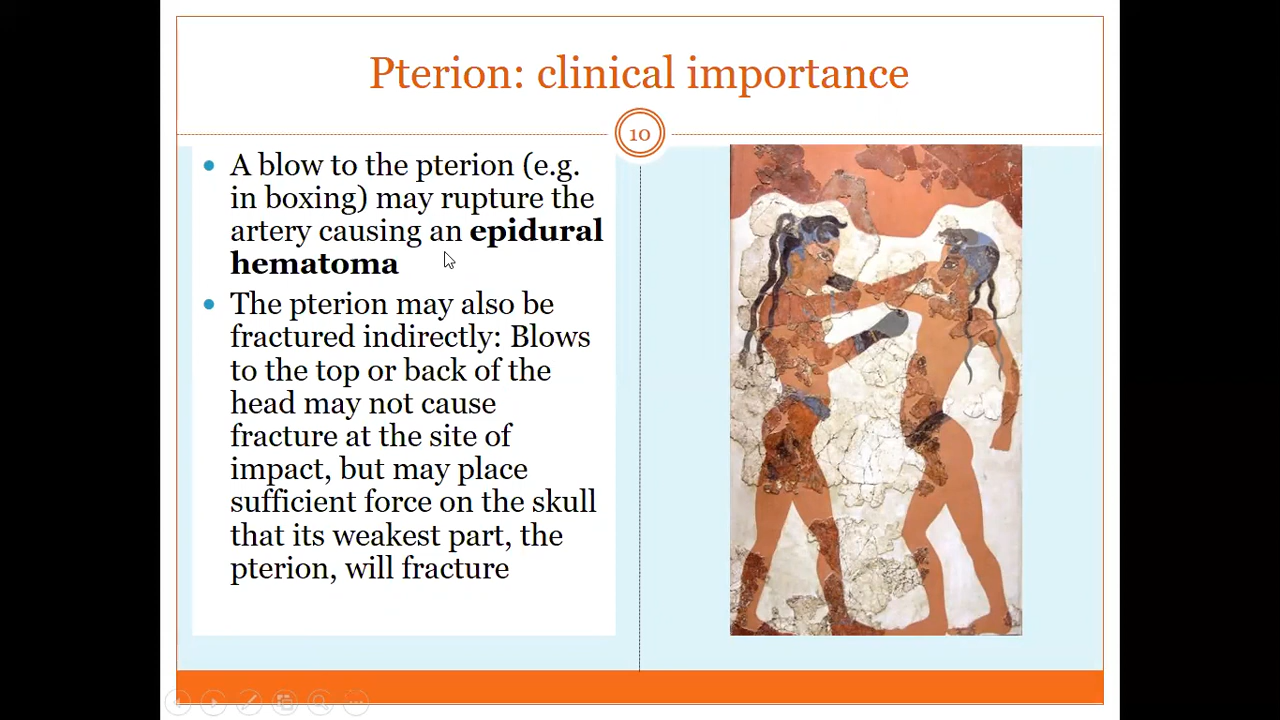 Pterion: clinical importance
10
• A blow to the pterion (e.g.
in boxing) may rupture the
artery causing an epidural
hematoma
• The pterion may also be
fractured indirectly: Blows
to the top or back of the
head may not cause
fracture at the site of
impact, but may place
sufficient force on the skull
that its weakest part, the
pterion, will fracture